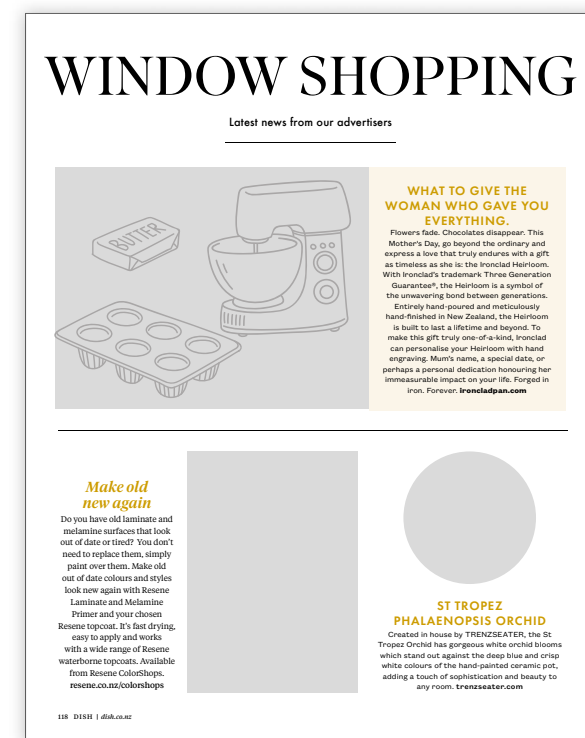 WINDOW SHOPPING
Latest news from our advertisers
BUTTER
WHAT TO GIVE THE
WOMAN WHO GAVE YOU
EVERYTHING.
Flowers fade. Chocolates disappear. This
Mother's Day, go beyond the ordinary and
express a love that truly endures with a gift
as timeless as she is: the Ironclad Heirloom.
With Ironclad's trademark Three Generation
Guarantee®, the Heirloom is a symbol of
the unwavering bond between generations.
Entirely hand-poured and meticulously
hand-finished in New Zealand, the Heirloom
is built to last a lifetime and beyond. To
make this gift truly one-of-a-kind, Ironclad
can personalise your Heirloom with hand
engraving. Mum's name, a special date, or
perhaps a personal dedication honouring her
immeasurable impact on your life. Forged in
iron. Forever. ironcladpan.com
Make old
new again
Do you have old laminate and
melamine surfaces that look
out of date or tired? You don't
need to replace them, simply
paint over them. Make old
out of date colours and styles
look new again with Resene
Laminate and Melamine
Primer and your chosen
Resene topcoat. It's fast drying,
easy to apply and works
with a wide range of Resene
waterborne topcoats. Available
from Resene ColorShops.
resene.co.nz/colorshops
ST TROPEZ
PHALAENOPSIS ORCHID
Created in house by TRENZSEATER, the St
Tropez Orchid has gorgeous white orchid blooms
which stand out against the deep blue and crisp
white colours of the hand-painted ceramic pot,
adding a touch of sophistication and beauty to
any room. trenzseater.com
118 DISH | dish.co.nz